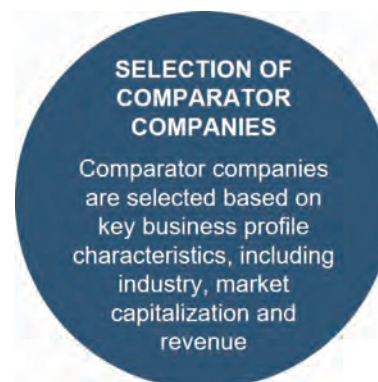 SELECTION OF
COMPARATOR
COMPANIES
Comparator companies
are selected based on
key business profile
characteristics, including
industry, market
capitalization and
revenue